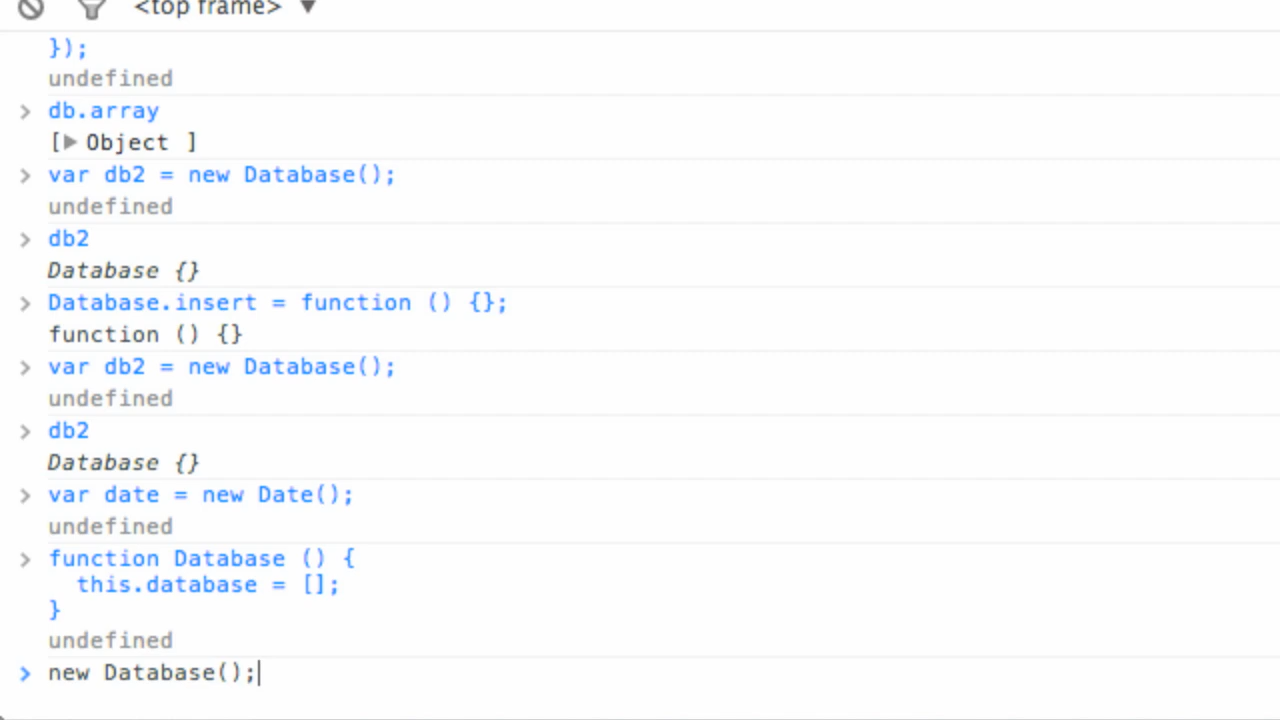 <top frame> ▼
});
undefined
> db.array
[▶ Object ]
> var db2 = new Database();
undefined
> db2
Database {}
> Database.insert = function () {};
function () {}
> var db2 = new Database();
undefined
> db2
Database {}
> var date = new Date();
undefined
> function Database () {
  this.database = [];
}
undefined
> new Database();